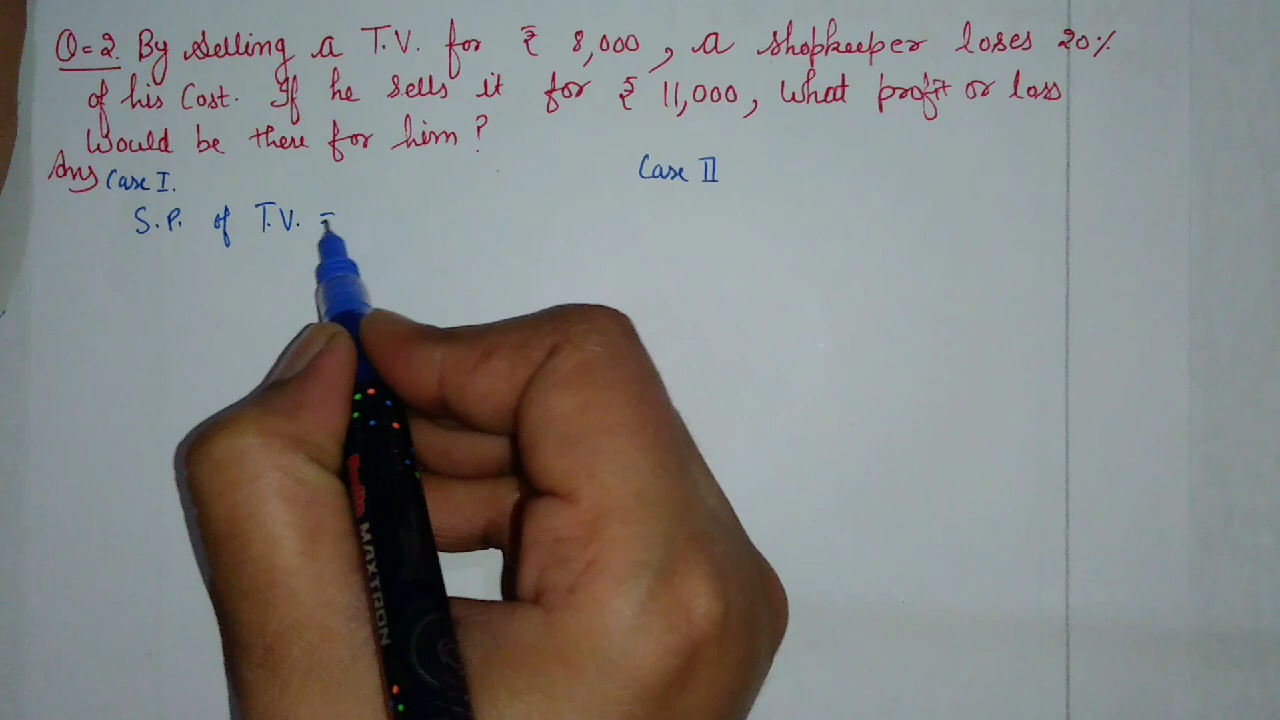 Q=2. By selling a T.V. for ₹ 8,000, a shopkeeper loses 20%
of his Cost. If he sells it for ₹ 11,000, What profit or loss
Would be there for him?
Ans Case I.
Case II
S.P. of T.V. =
MAXTRON